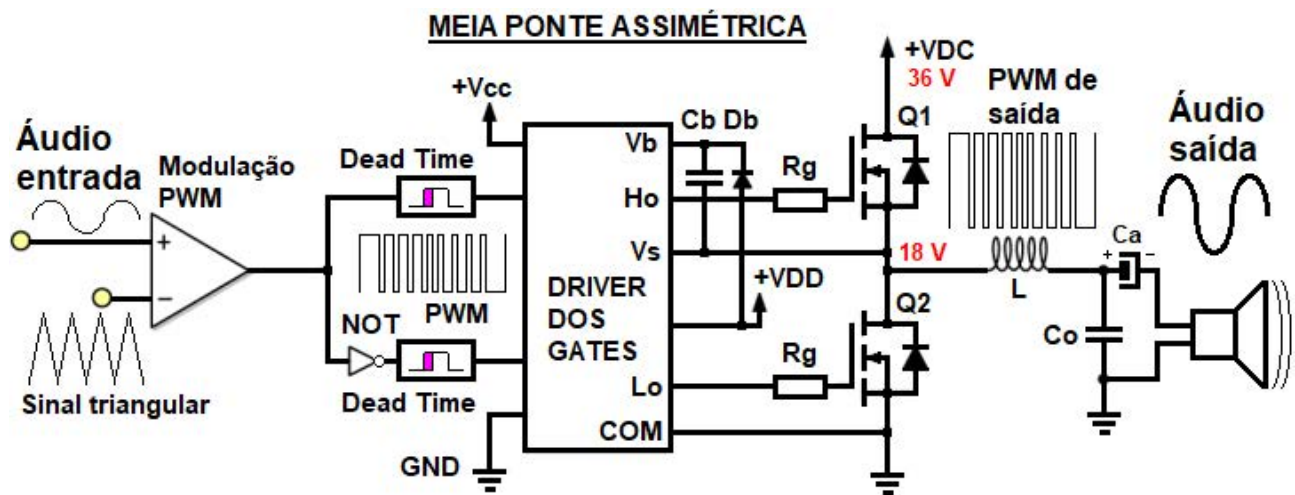 MEIA PONTE ASSIMÉTRICA
Áudio
entrada
Modulação
PWM
+
−
Sinal triangular
Dead Time
PWM
NOT
Dead Time
+Vcc
GND
Vb
Ho
Vs
DRIVER
DOS
GATES
Lo
COM
Cb Db
+VDD
Rg
Rg
+VDC
36 V
Q1
18 V
Q2
PWM de
saída
L
Co
+ Ca −
Áudio
saída